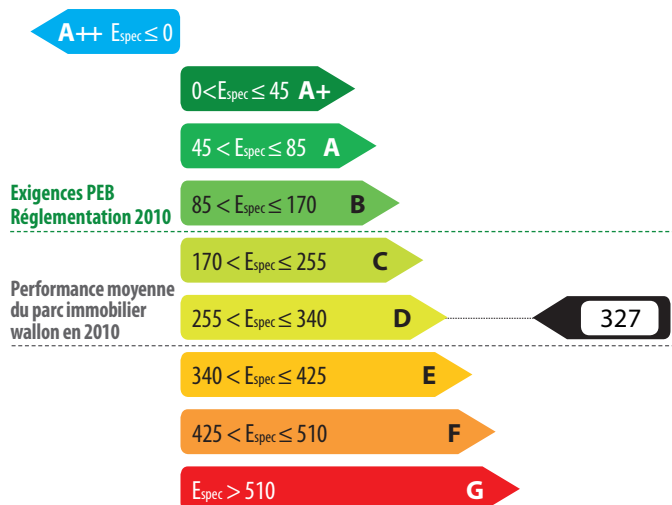 A++ Espec ≤ 0
0<Espec ≤ 45 A+
45 < Espec ≤ 85 A
Exigences PEB
Réglementation 2010
85 < Espec ≤ 170 B
170 < Espec ≤ 255 C
Performance moyenne
du parc immobilier
wallon en 2010
255 < Espec ≤ 340 D
327
340 < Espec ≤ 425 E
425 < Espec ≤ 510 F
Espec > 510 G